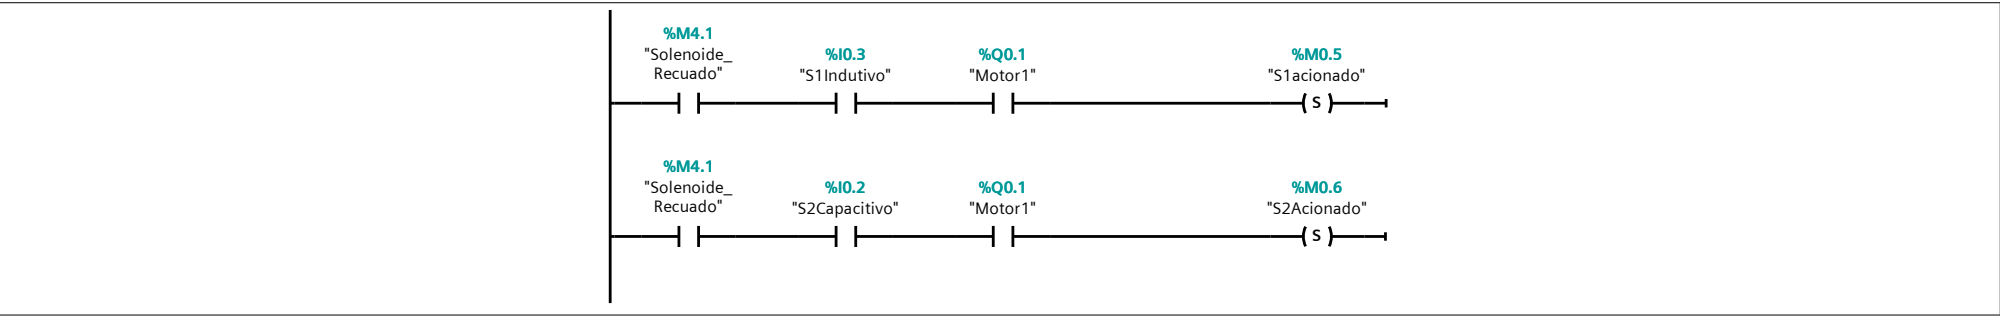 %M4.1
"Solenoide_
Recuado"
%I0.3
"S1Indutivo"
%Q0.1
"Motor1"
%M0.5
"S1acionado"
S
%M4.1
"Solenoide_
Recuado"
%I0.2
"S2Capacitivo"
%Q0.1
"Motor1"
%M0.6
"S2Acionado"
S